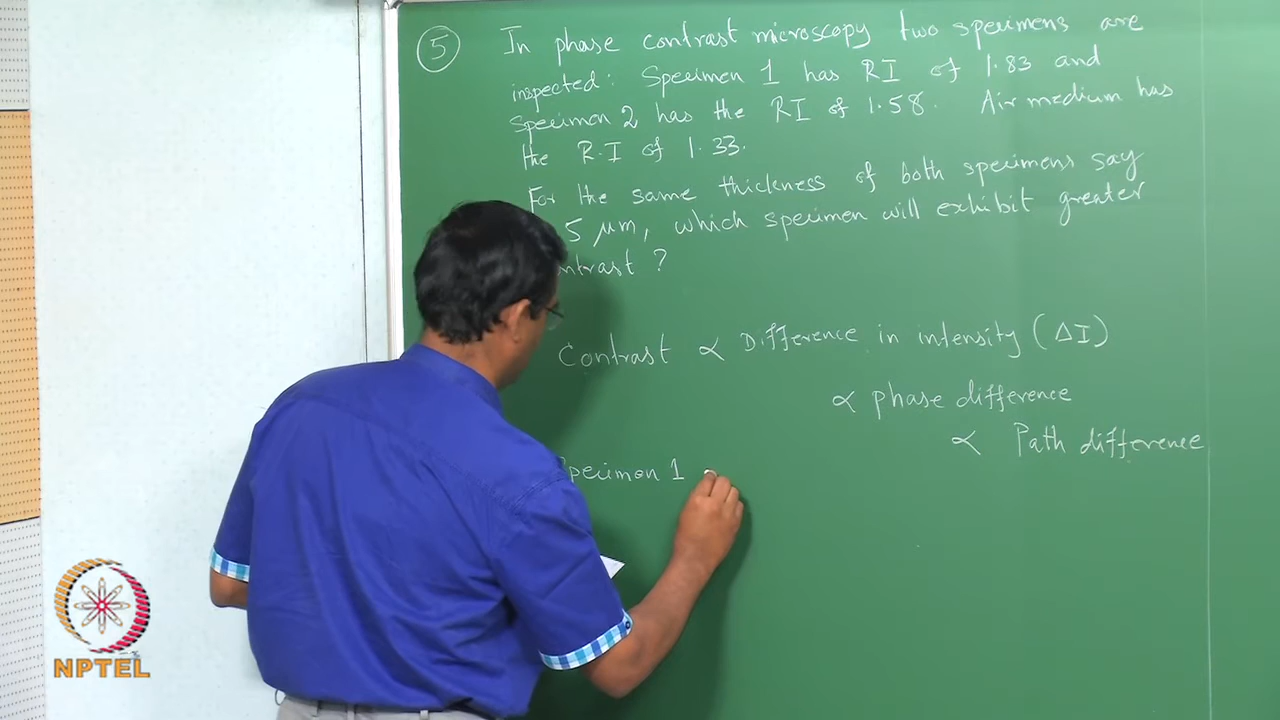 5
In phase contrast microscopy two specimens are
inspected: Specimen 1 has RI of 1.83 and
Specimen 2 has the RI of 1.58. Air medium has
the R.I of 1.33.
For the same thickness of both specimens say
5 μm, which specimen will exhibit greater
ntrast ?
Contrast ∝ Difference in intensity (ΔI)
∝ phase difference
∝ Path difference
Specimen 1
NPTEL